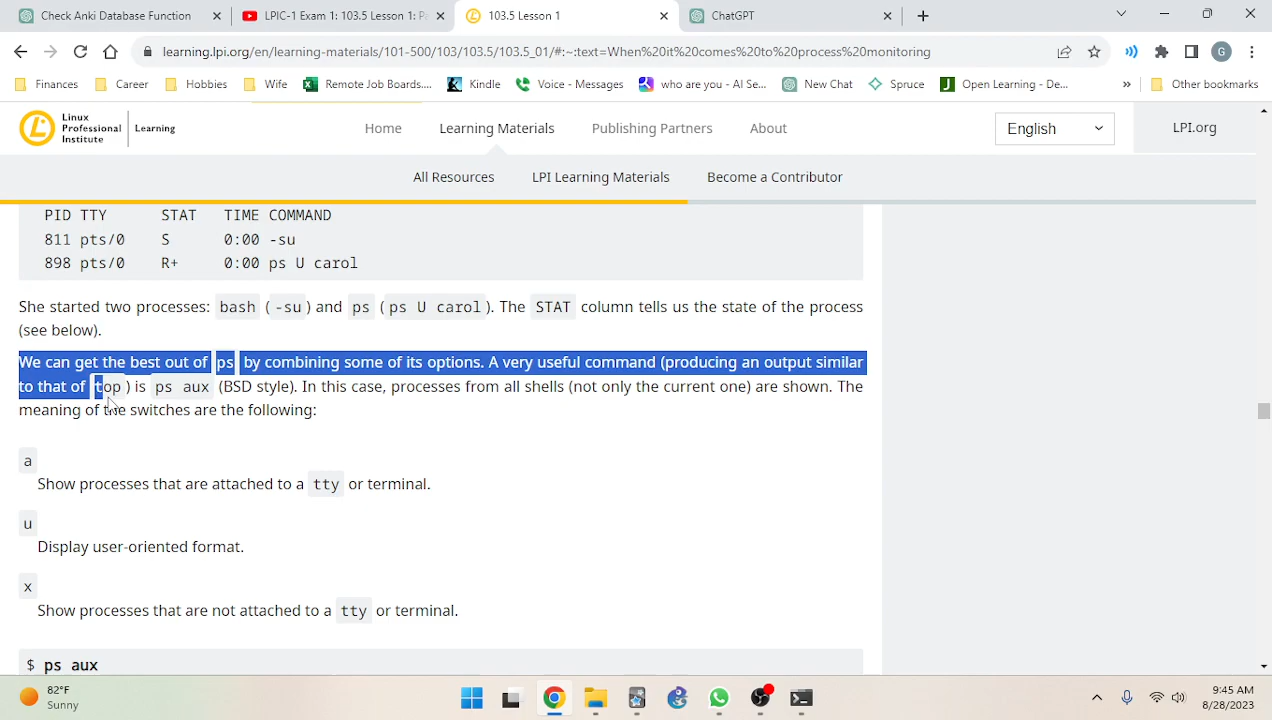 Check Anki Database Function
LPIC-1 Exam 1: 103.5 Lesson 1: P
103.5 Lesson 1
ChatGPT
learning.lpi.org/en/learning-materials/101-500/103/103.5/103.5_01/#:~:text=When%20it%20comes%20to%20process%20monitoring
G
Finances
Career
Hobbies
Wife
Remote Job Boards....
Kindle
Voice - Messages
who are you - AI Se...
New Chat
Spruce
Open Learning - De...
»
Other bookmarks
Linux
Professional
Institute
Learning
Home
Learning Materials
Publishing Partners
About
English
LPI.org
All Resources
LPI Learning Materials
Become a Contributor
PID TTY STAT TIME COMMAND
811 pts/0 S 0:00 -su
898 pts/0 R+ 0:00 ps U carol
She started two processes: bash (-su) and ps (ps U carol). The STAT column tells us the state of the process
(see below).
We can get the best out of ps by combining some of its options. A very useful command (producing an output similar
to that of top) is ps aux (BSD style). In this case, processes from all shells (not only the current one) are shown. The
meaning of the switches are the following:
a
Show processes that are attached to a tty or terminal.
u
Display user-oriented format.
x
Show processes that are not attached to a tty or terminal.
$ ps aux
82°F
Sunny
9:45 AM
8/28/2023